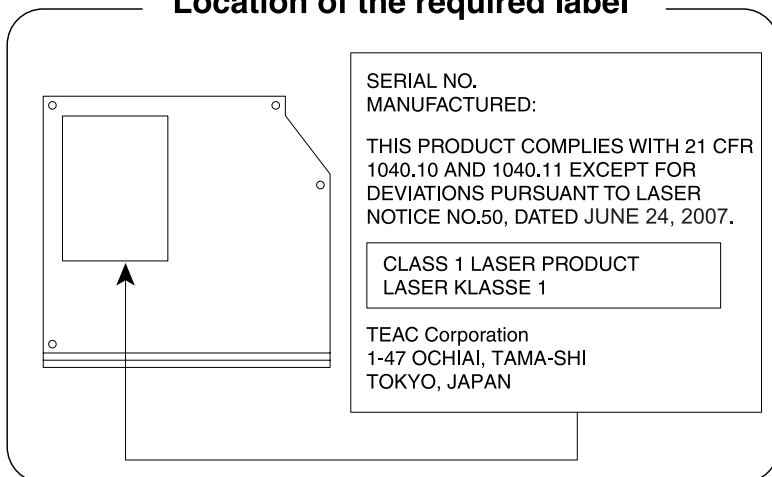 Location of the required label
SERIAL NO.
MANUFACTURED:
THIS PRODUCT COMPLIES WITH 21 CFR
1040.10 AND 1040.11 EXCEPT FOR
DEVIATIONS PURSUANT TO LASER
NOTICE NO.50, DATED JUNE 24, 2007.
CLASS 1 LASER PRODUCT
LASER KLASSE 1
TEAC Corporation
1-47 OCHIAI, TAMA-SHI
TOKYO, JAPAN